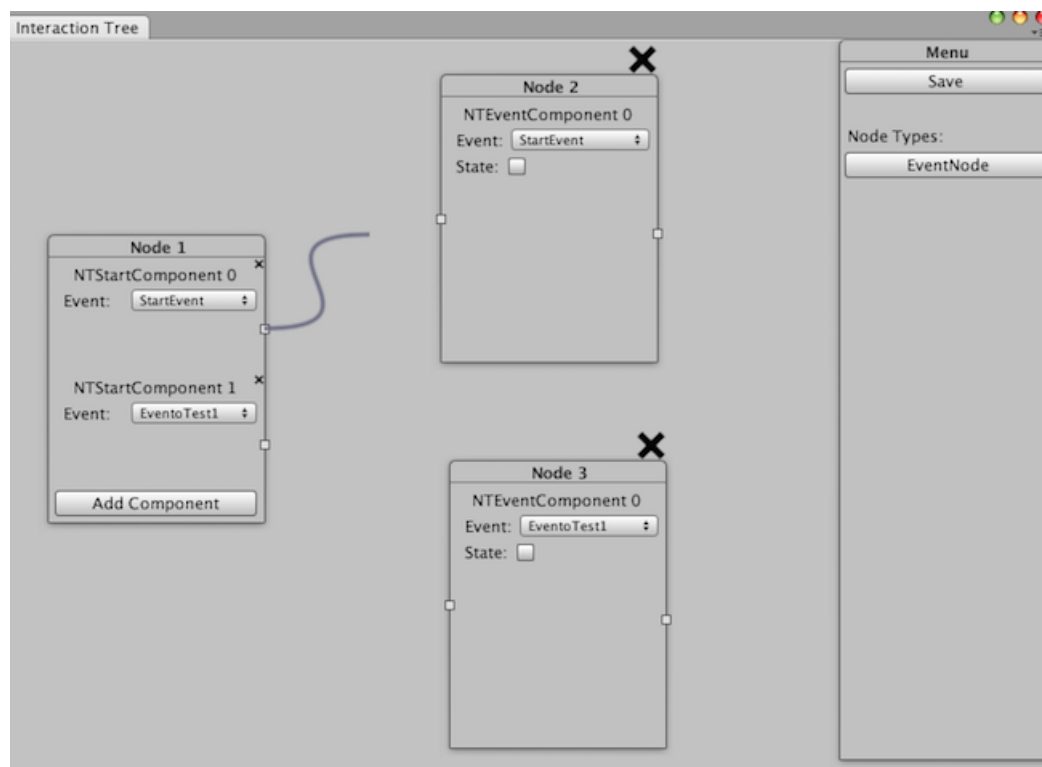 Interaction Tree
Node 1
NTStartComponent 0
Event: StartEvent
NTStartComponent 1
Event: EventoTest1
Add Component
Node 2
NTEventComponent 0
Event: StartEvent
State:
Node 3
NTEventComponent 0
Event: EventoTest1
State:
Menu
Save
Node Types:
EventNode